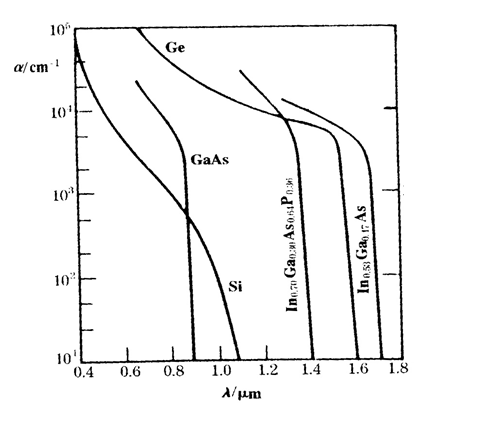 10⁵
Ge
α/cm⁻¹
10⁴
GaAs
10³
In₀.₇₀Ga₀.₃₀As₀.₆₄P₀.₃₆
In₀.₅₃Ga₀.₄₇As
10²
Si
10¹
0.4 0.6 0.8 1.0 1.2 1.4 1.6 1.8
λ/μm